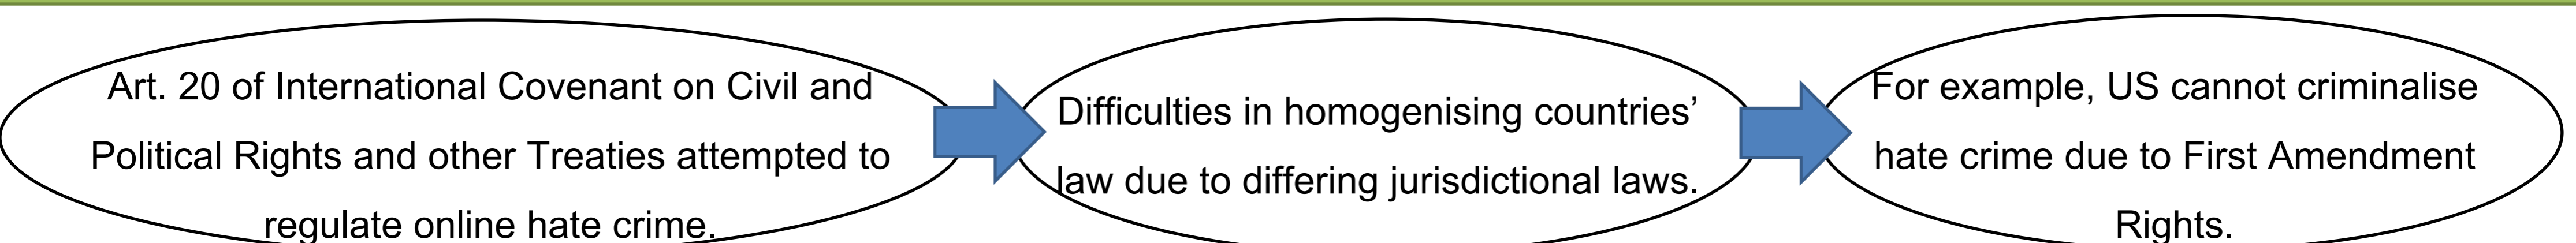 Art. 20 of International Covenant on Civil and
Political Rights and other Treaties attempted to
regulate online hate crime.
Difficulties in homogenising countries’
law due to differing jurisdictional laws.
For example, US cannot criminalise
hate crime due to First Amendment
Rights.